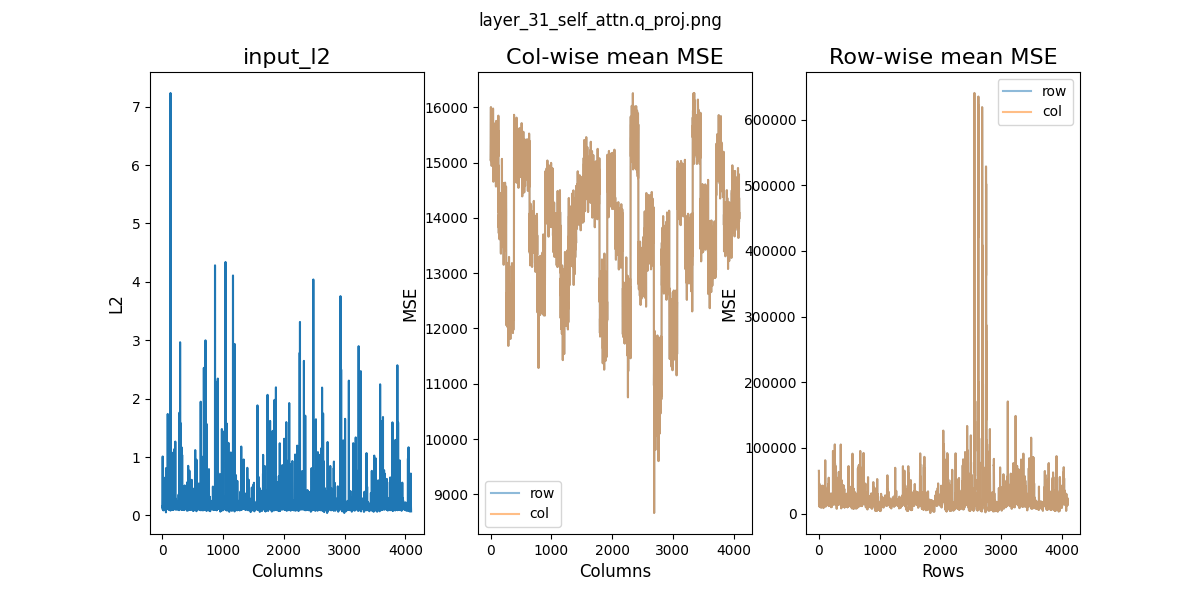 layer_31_self_attn.q_proj.png
input_l2
7
6
5
4
3
2
1
0
L2
0 1000 2000 3000 4000
Columns
Col-wise mean MSE
16000
15000
14000
13000
12000
11000
10000
9000
MSE
row
col
0 1000 2000 3000 4000
Columns
Row-wise mean MSE
row
col
600000
500000
400000
300000
200000
100000
0
MSE
0 1000 2000 3000 4000
Rows